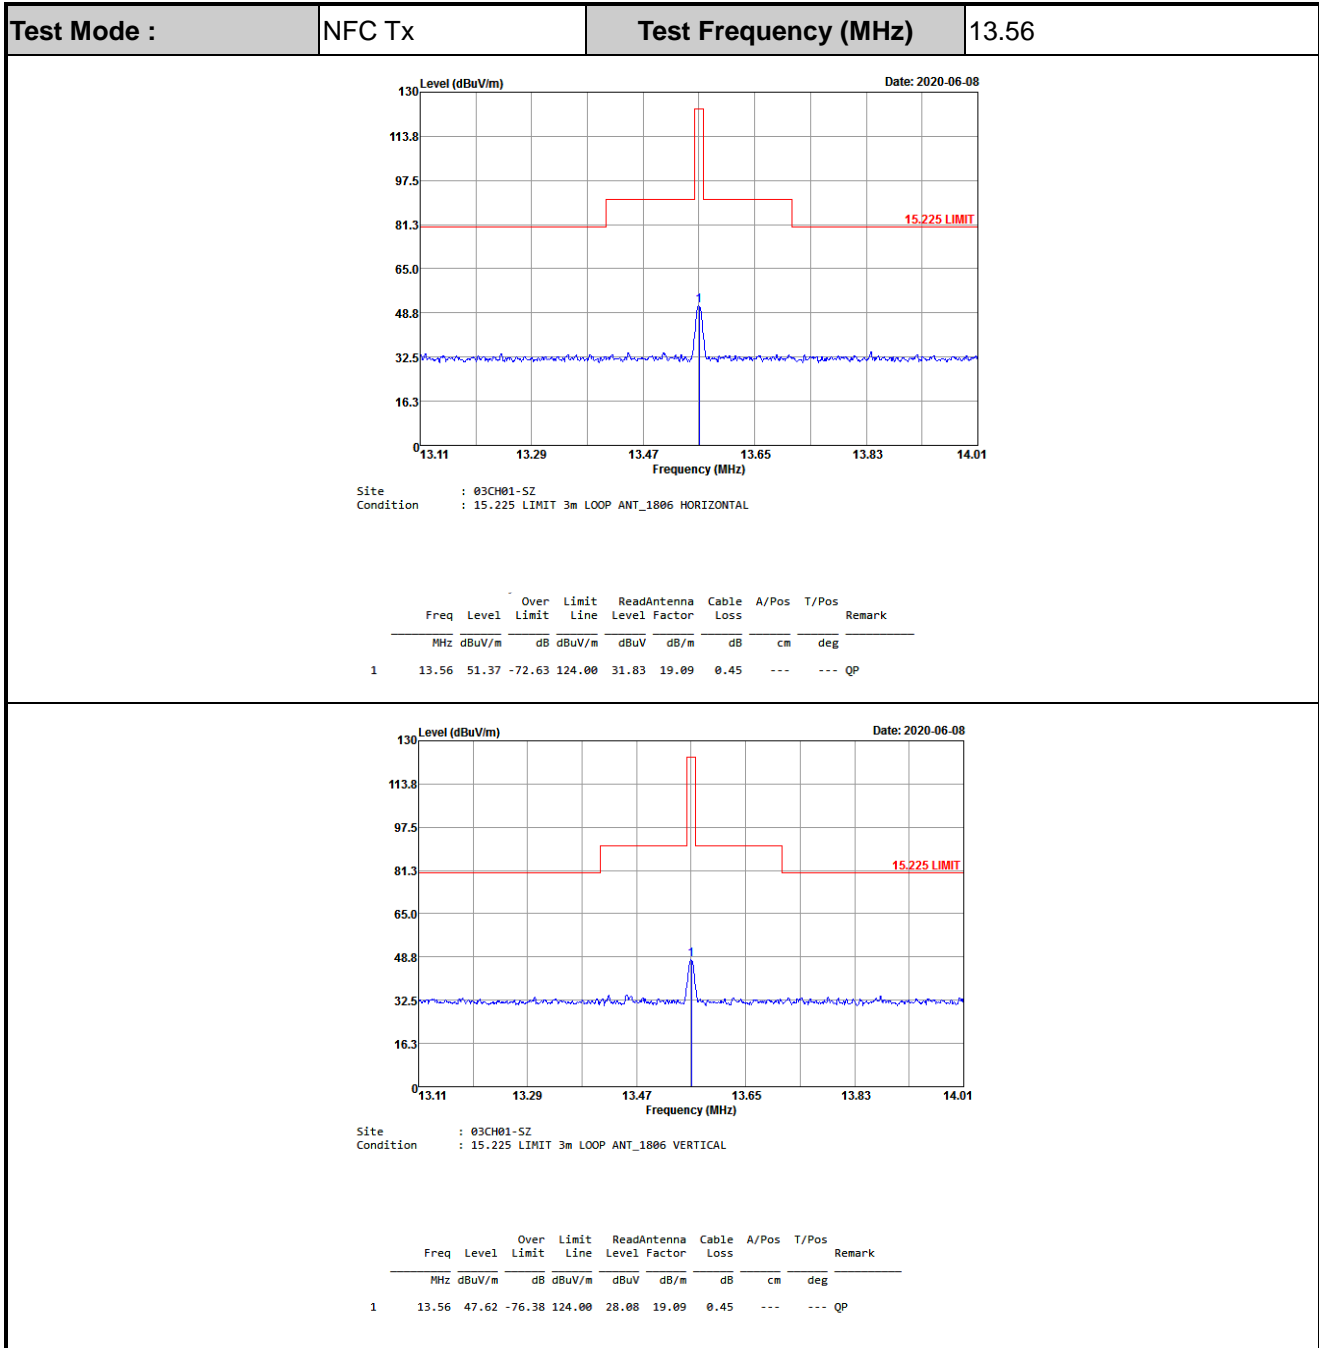 Test Mode : NFC Tx Test Frequency (MHz) 13.56
Level (dBuV/m) Date: 2020-06-08
130
113.8
97.5
81.3 15.225 LIMIT
65.0
1
48.8
32.5
16.3
0
13.11 13.29 13.47 13.65 13.83 14.01
Frequency (MHz)
Site : 03CH01-SZ
Condition : 15.225 LIMIT 3m LOOP ANT_1806 HORIZONTAL
Over Limit ReadAntenna Cable A/Pos T/Pos
Freq Level Limit Line Level Factor Loss Remark
MHz dBuV/m dB dBuV/m dBuV dB/m dB cm deg
1 13.56 51.37 -72.63 124.00 31.83 19.09 0.45 --- --- QP
Level (dBuV/m) Date: 2020-06-08
130
113.8
97.5
81.3 15.225 LIMIT
65.0
1
48.8
32.5
16.3
0
13.11 13.29 13.47 13.65 13.83 14.01
Frequency (MHz)
Site : 03CH01-SZ
Condition : 15.225 LIMIT 3m LOOP ANT_1806 VERTICAL
Over Limit ReadAntenna Cable A/Pos T/Pos
Freq Level Limit Line Level Factor Loss Remark
MHz dBuV/m dB dBuV/m dBuV dB/m dB cm deg
1 13.56 47.62 -76.38 124.00 28.08 19.09 0.45 --- --- QP